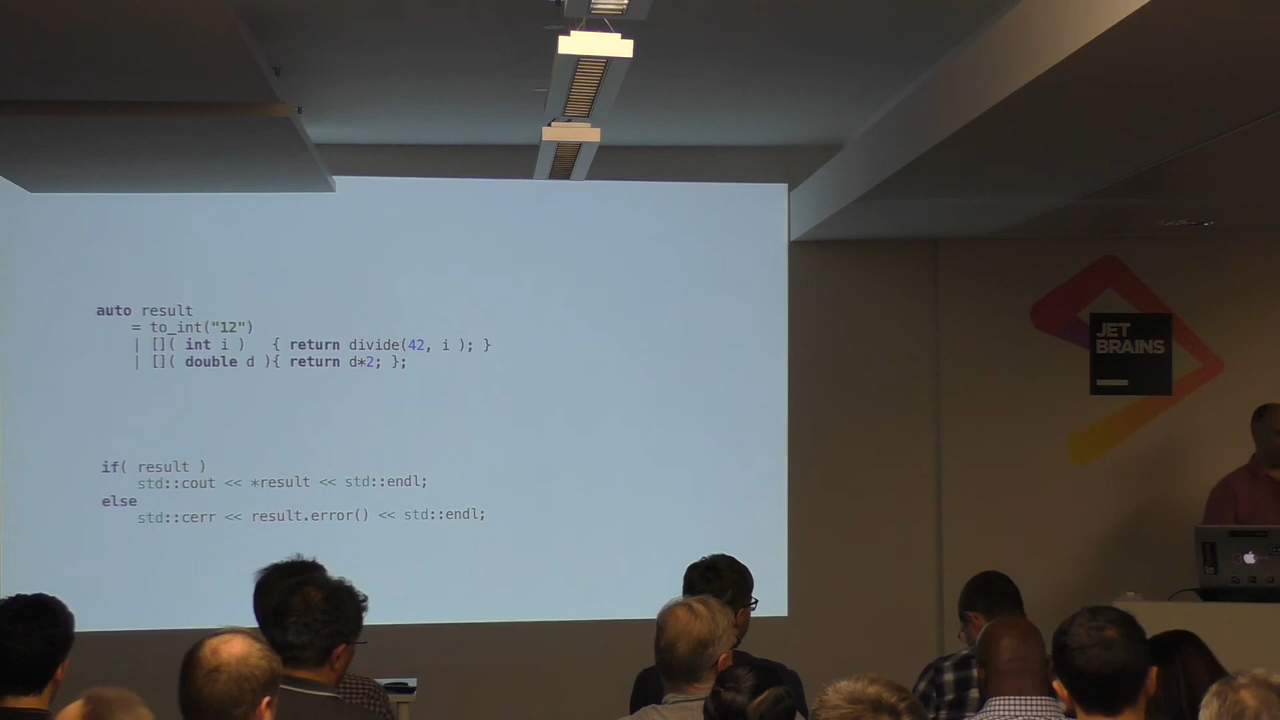 auto result
= to_int("12")
| []( int i )   { return divide(42, i ); }
| []( double d ){ return d*2; };
if( result )
std::cout << *result << std::endl;
else
std::cerr << result.error() << std::endl;
JET
BRAINS